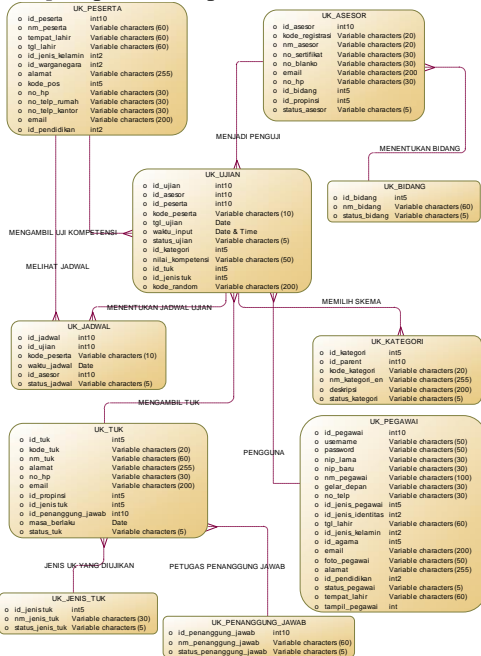 UK_PESERTA
o id_peserta int10
o nm_peserta Variable characters (60)
o tempat_lahir Variable characters (60)
o tgl_lahir Variable characters (60)
o id_jenis_kelamin int2
o id_warganegara int2
o alamat Variable characters (255)
o kode_pos int5
o no_hp Variable characters (30)
o no_telp_rumah Variable characters (30)
o no_telp_kantor Variable characters (30)
o email Variable characters (200)
o id_pendidikan int2
UK_ASESOR
o id_asesor int10
o kode_registrasi Variable characters (20)
o nm_asesor Variable characters (20)
o no_sertifikat Variable characters (30)
o no_blanko Variable characters (30)
o email Variable characters (200
o no_hp Variable characters (30)
o id_bidang int5
o id_propinsi int5
o status_asesor Variable characters (5)
MENJADI PENGUJI
MENENTUKAN BIDANG
UK_BIDANG
o id_bidang int5
o nm_bidang Variable characters (60)
o status_bidang Variable characters (5)
UK_UJIAN
o id_ujian int10
o id_asesor int10
o id_peserta int10
o kode_peserta Variable characters (10)
o tgl_ujian Date
o waktu_input Date & Time
o status_ujian Variable characters (5)
o id_kategori int5
o nilai_kompetensi Variable characters (50)
o id_tuk int5
o id_jenis tuk int5
o kode_random Variable characters (200)
MENGAMBIL UJI KOMPETENSI
MELIHAT JADWAL
MENENTUKAN JADWAL UJIAN
MEMILIH SKEMA
UK_JADWAL
o id_jadwal int10
o id_ujian int10
o kode_peserta Variable characters (10)
o waktu_jadwal Date
o id_asesor int10
o status_jadwal Variable characters (5)
UK_KATEGORI
o id_kategori int5
o id_parent int10
o kode_kategori Variable characters (20)
o nm_kategori_en Variable characters (255)
o deskripsi Variable characters (200)
o status_kategori Variable characters (5)
MENGAMBIL TUK
UK_TUK
o id_tuk int5
o kode_tuk Variable characters (20)
o nm_tuk Variable characters (60)
o alamat Variable characters (255)
o no_hp Variable characters (30)
o email Variable characters (200)
o id_propinsi int5
o id_jenis tuk int5
o id_penanggung_jawab int10
o masa_berlaku Date
o status_tuk Variable characters (5)
PENGGUNA
UK_PEGAWAI
o id_pegawai int10
o username Variable characters (50)
o password Variable characters (50)
o nip_lama Variable characters (30)
o nip_baru Variable characters (30)
o nm_pegawai Variable characters (100)
o gelar_depan Variable characters (30)
o no_telp Variable characters (30)
o id_jenis_pegawai int5
o id_jenis_identitas int2
o tgl_lahir Variable characters (60)
o id_jenis_kelamin int2
o id_agama int5
o email Variable characters (200)
o foto_pegawai Variable characters (50)
o alamat Variable characters (255)
o id_pendidikan int2
o status_pegawai Variable characters (5)
o tempat_lahir Variable characters (60)
o tampil_pegawai int
JENIS UK YANG DIUJIKAN
PETUGAS PENANGGUNG JAWAB
UK_JENIS_TUK
o id_jenis tuk int5
o nm_jenis_tuk Variable characters (30)
o status_jenis_tuk Variable characters (5)
UK_PENANGGUNG_JAWAB
o id_penanggung_jawab int10
o nm_penanggung_jawab Variable characters (60)
o status_penanggung_jawab Variable characters (5)